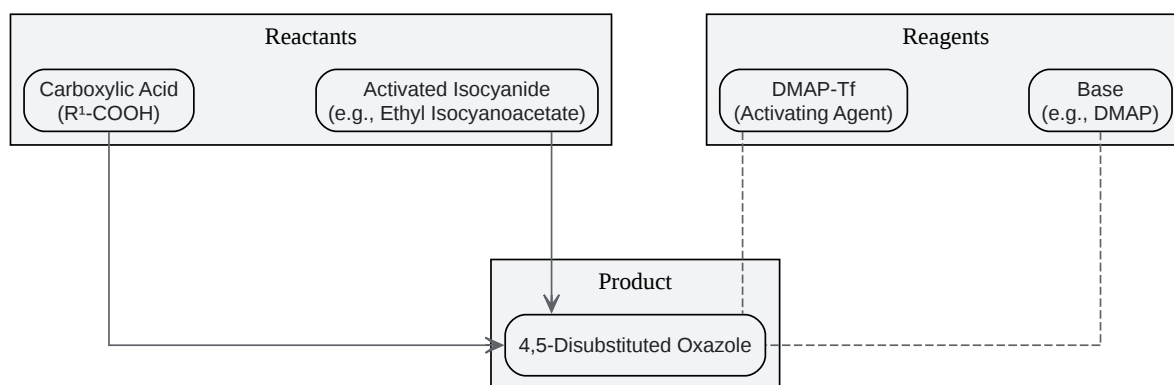 Reactants
Carboxylic Acid
(R¹-COOH)
Activated Isocyanide
(e.g., Ethyl Isocyanoacetate)
Reagents
DMAP-Tf
(Activating Agent)
Base
(e.g., DMAP)
Product
4,5-Disubstituted Oxazole